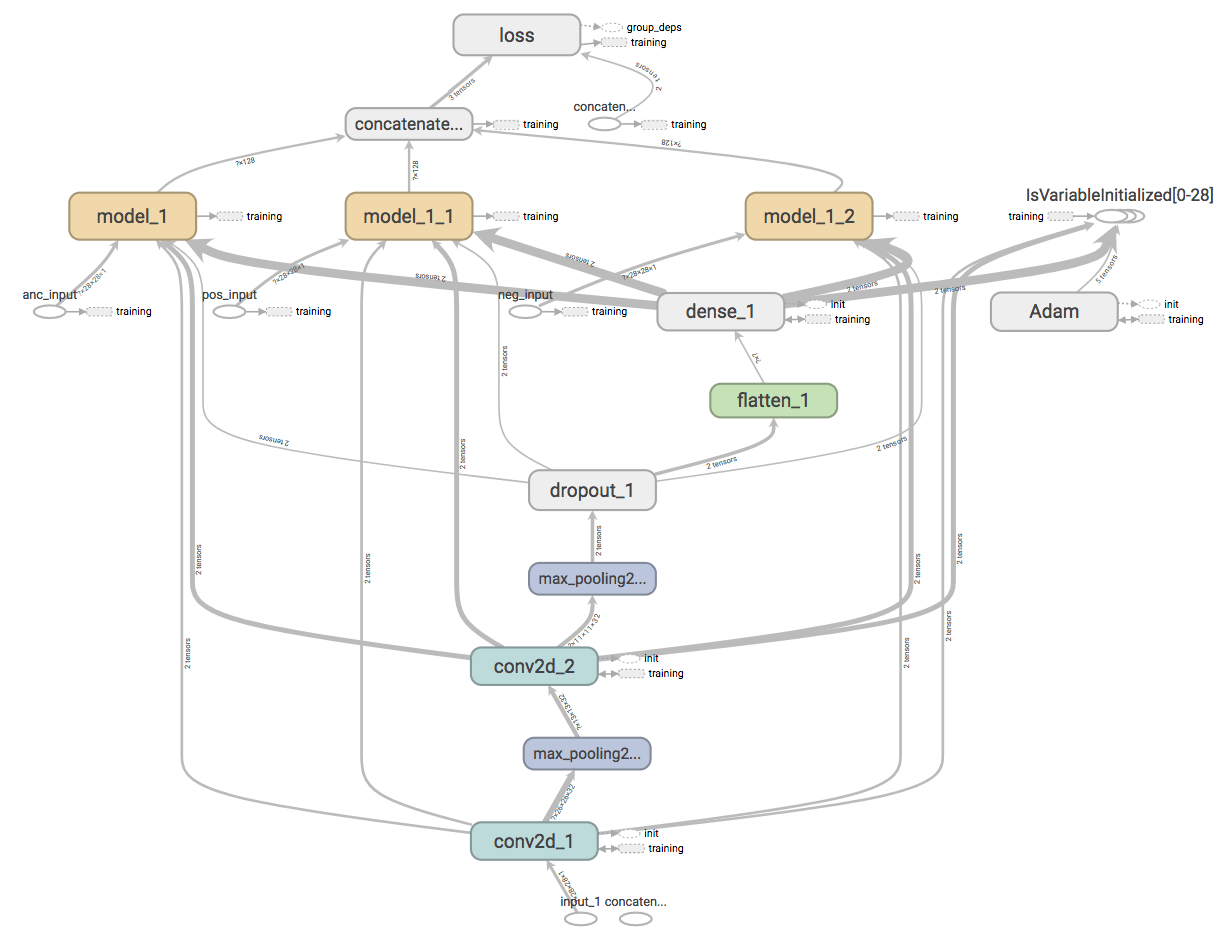 loss
group_deps
training
3 tensors
2 tensors
concaten...
concatenate...
training
training
?×128
?×128
?×128
model_1
training
model_1_1
training
model_1_2
training
IsVariableInitialized[0-28]
training
?×28×28×1
?×28×28×1
?×28×28×1
2 tensors
2 tensors
2 tensors
2 tensors
5 tensors
anc_input
training
pos_input
training
neg_input
training
dense_1
init
training
Adam
init
training
?×?
2 tensors
flatten_1
2 tensors
2 tensors
2 tensors
2 tensors
dropout_1
2 tensors
2 tensors
2 tensors
2 tensors
2 tensors
max_pooling2...
?×11×11×32
conv2d_2
init
training
2 tensors
2 tensors
2 tensors
?×13×13×32
max_pooling2...
?×26×26×32
conv2d_1
init
training
?×28×28×1
input_1
concaten...